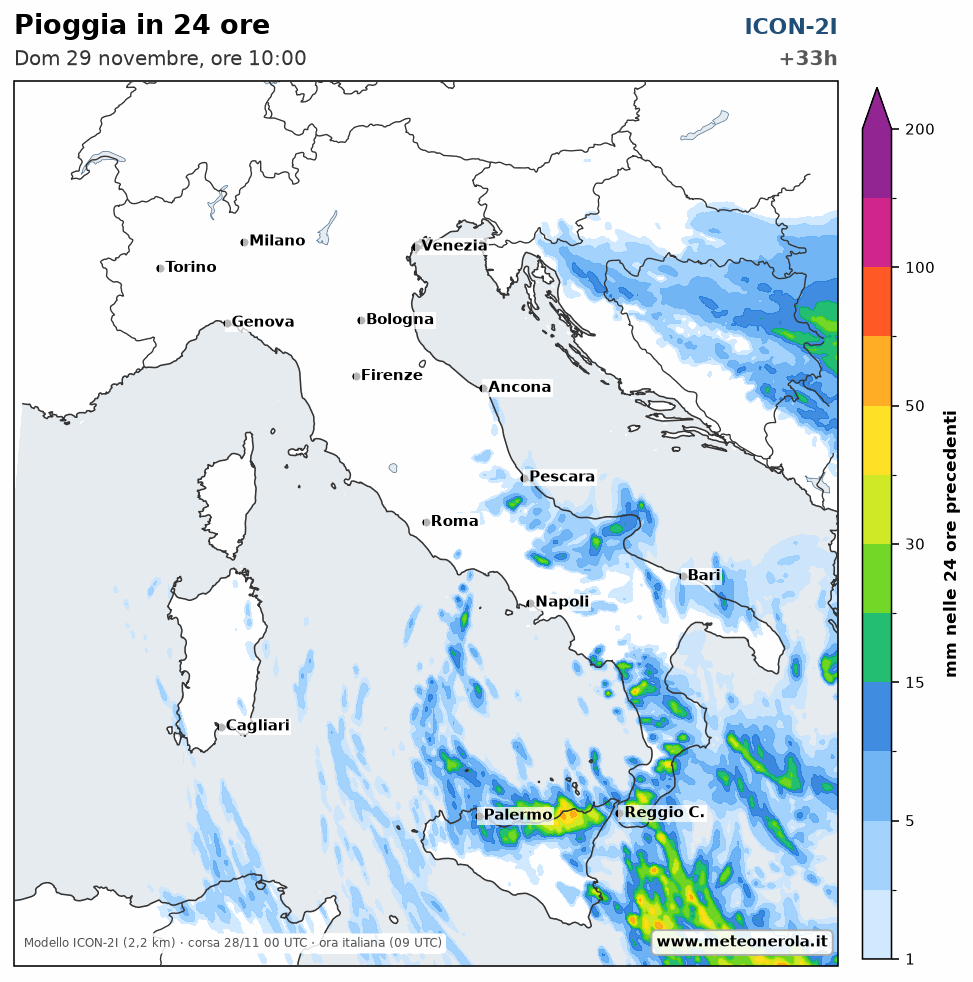 Pioggia in 24 ore
ICON-2I
Dom 29 novembre, ore 10:00
+33h
200
100
50
30
15
5
1
mm nelle 24 ore precedenti
Milano
Venezia
Torino
Genova
Bologna
Firenze
Ancona
Pescara
Roma
Bari
Napoli
Cagliari
Palermo
Reggio C.
Modello ICON-2I (2,2 km) · corsa 28/11 00 UTC · ora italiana (09 UTC)
www.meteonerola.it